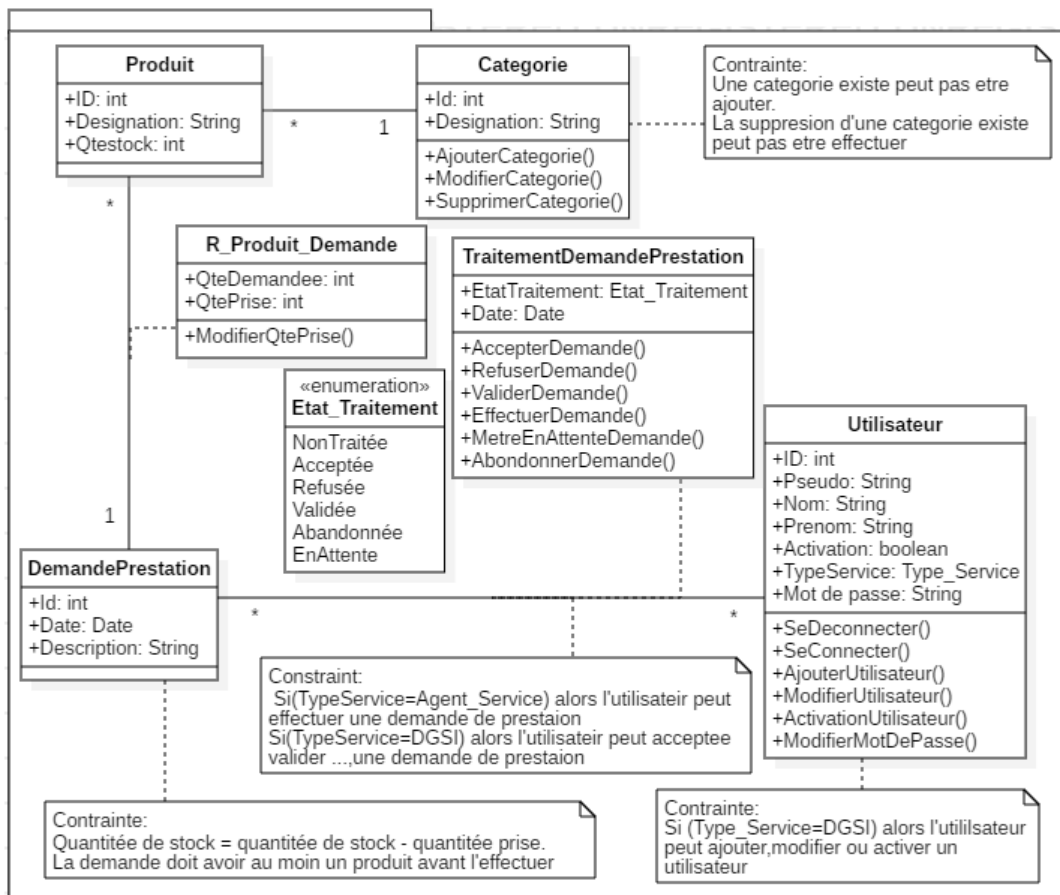 Produit
+ID: int
+Designation: String
+Qtestock: int
*
1
Categorie
+Id: int
+Designation: String
+AjouterCategorie()
+ModifierCategorie()
+SupprimerCategorie()
Contrainte:
Une categorie existe peut pas etre
ajouter.
La suppresion d'une categorie existe
peut pas etre effectuer
*
R_Produit_Demande
+QteDemandee: int
+QtePrise: int
+ModifierQtePrise()
TraitementDemandePrestation
+EtatTraitement: Etat_Traitement
+Date: Date
+AccepterDemande()
+RefuserDemande()
+ValiderDemande()
+EffectuerDemande()
+MetreEnAttenteDemande()
+AbondonnerDemande()
«enumeration»
Etat_Traitement
NonTraitée
Acceptée
Refusée
Validée
Abandonnée
EnAttente
Utilisateur
+ID: int
+Pseudo: String
+Nom: String
+Prenom: String
+Activation: boolean
+TypeService: Type_Service
+Mot de passe: String
+SeDeconnecter()
+SeConnecter()
+AjouterUtilisateur()
+ModifierUtilisateur()
+ActivationUtilisateur()
+ModifierMotDePasse()
1
DemandePrestation
+Id: int
+Date: Date
+Description: String
*
*
Constraint:
Si(TypeService=Agent_Service) alors l'utilisateir peut
effectuer une demande de prestaion
Si(TypeService=DGSI) alors l'utilisateir peut acceptee
valider ...,une demande de prestaion
Contrainte:
Quantitée de stock = quantitée de stock - quantitée prise.
La demande doit avoir au moin un produit avant l'effectuer
Contrainte:
Si (Type_Service=DGSI) alors l'utililsateur
peut ajouter,modifier ou activer un
utlisateur